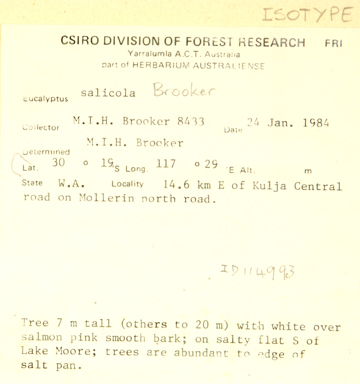 ISOTYPE
CSIRO DIVISION OF FOREST RESEARCH FRI
Yarralumla A.C.T. Australia
part of HERBARIUM AUSTRALIENSE
Eucalyptus salicola Brooker
Collector M.I.H. Brooker 8433 Date 24 Jan. 1984
Determined M.I.H. Brooker
Lat. 30 o 19 S Long. 117 o 29 'E Alt. m
State W.A. Locality 14.6 km E of Kulja Central
road on Mollerin north road.
ID114993
Tree 7 m tall (others to 20 m) with white over
salmon pink smooth bark; on salty flat S of
Lake Moore; trees are abundant to edge of
salt pan.